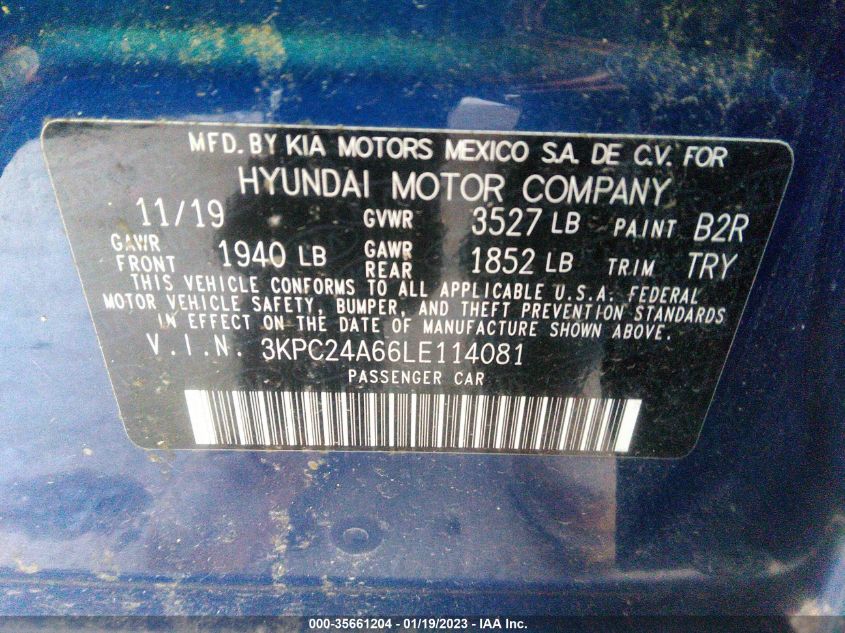 MFD. BY KIA MOTORS MEXICO S.A. DE C.V. FOR
HYUNDAI MOTOR COMPANY
11/19 GVWR 3527 LB PAINT B2R
GAWR FRONT 1940 LB GAWR REAR 1852 LB TRIM TRY
THIS VEHICLE CONFORMS TO ALL APPLICABLE U.S.A. FEDERAL
MOTOR VEHICLE SAFETY, BUMPER, AND THEFT PREVENTION STANDARDS
IN EFFECT ON THE DATE OF MANUFACTURE SHOWN ABOVE.
V.I.N. 3KPC24A66LE114081
PASSENGER CAR
000-35661204 - 01/19/2023 - IAA Inc.